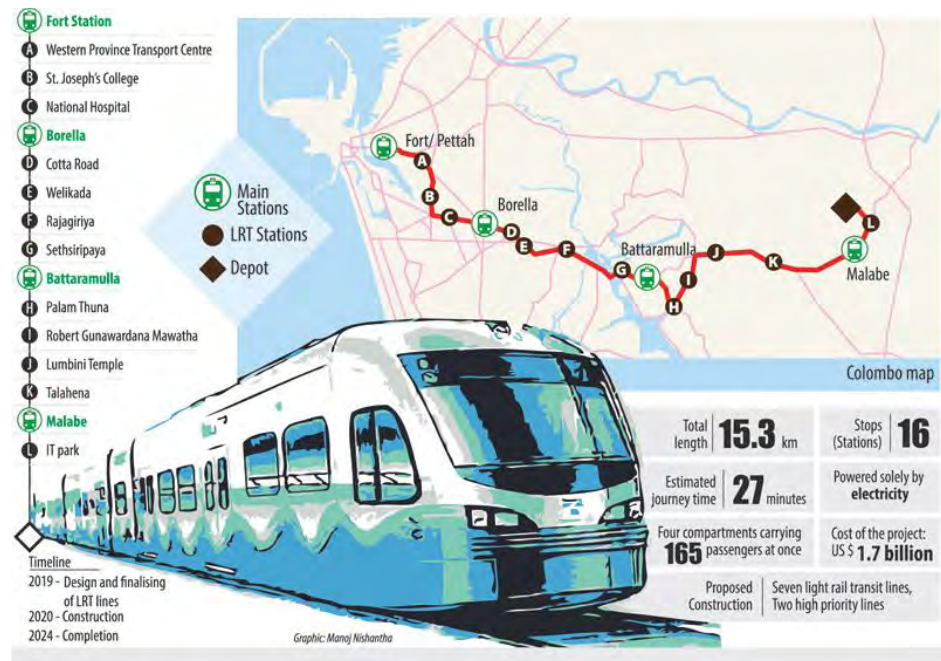 Fort Station
A Western Province Transport Centre
B St. Joseph's College
C National Hospital
Borella
D Cotta Road
E Welikada
F Rajagiriya
G Sethsiripaya
Battaramulla
H Palam Thuna
I Robert Gunawardana Mawatha
J Lumbini Temple
K Talahena
Malabe
L IT park
Timeline
2019 - Design and finalising
of LRT lines
2020 - Construction
2024 - Completion
Main
Stations
LRT Stations
Depot
Fort/ Pettah
A
B
C
Borella
D
E
F
G
Battaramulla
H
I
J
K
L
Malabe
Colombo map
Total
length
15.3 km
Stops
(Stations)
16
Estimated
journey time
27 minutes
Powered solely by
electricity
Four compartments carrying
165 passengers at once
Cost of the project:
US $ 1.7 billion
Proposed
Construction
Seven light rail transit lines,
Two high priority lines
Graphic: Manoj Nishantha